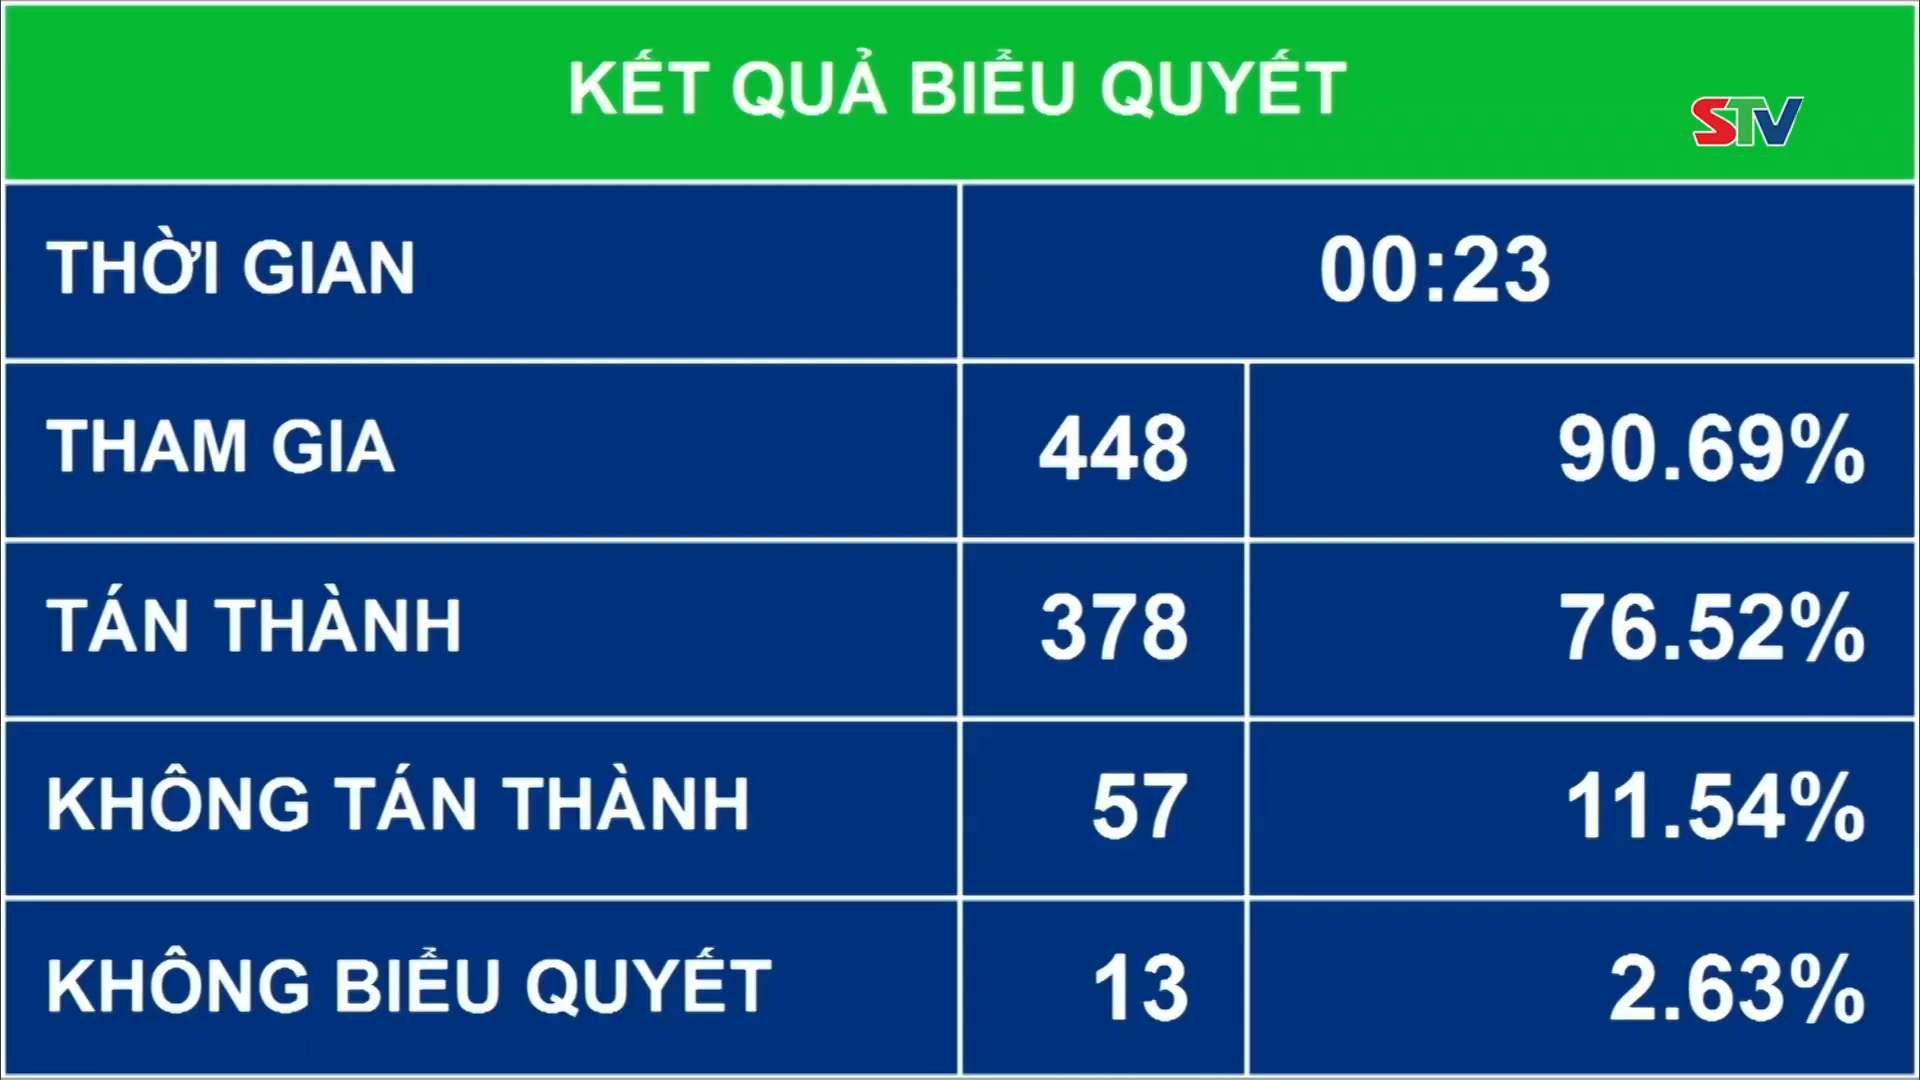 KẾT QUẢ BIỂU QUYẾT
STV
THỜI GIAN 00:23
THAM GIA 448 90.69%
TÁN THÀNH 378 76.52%
KHÔNG TÁN THÀNH 57 11.54%
KHÔNG BIỂU QUYẾT 13 2.63%